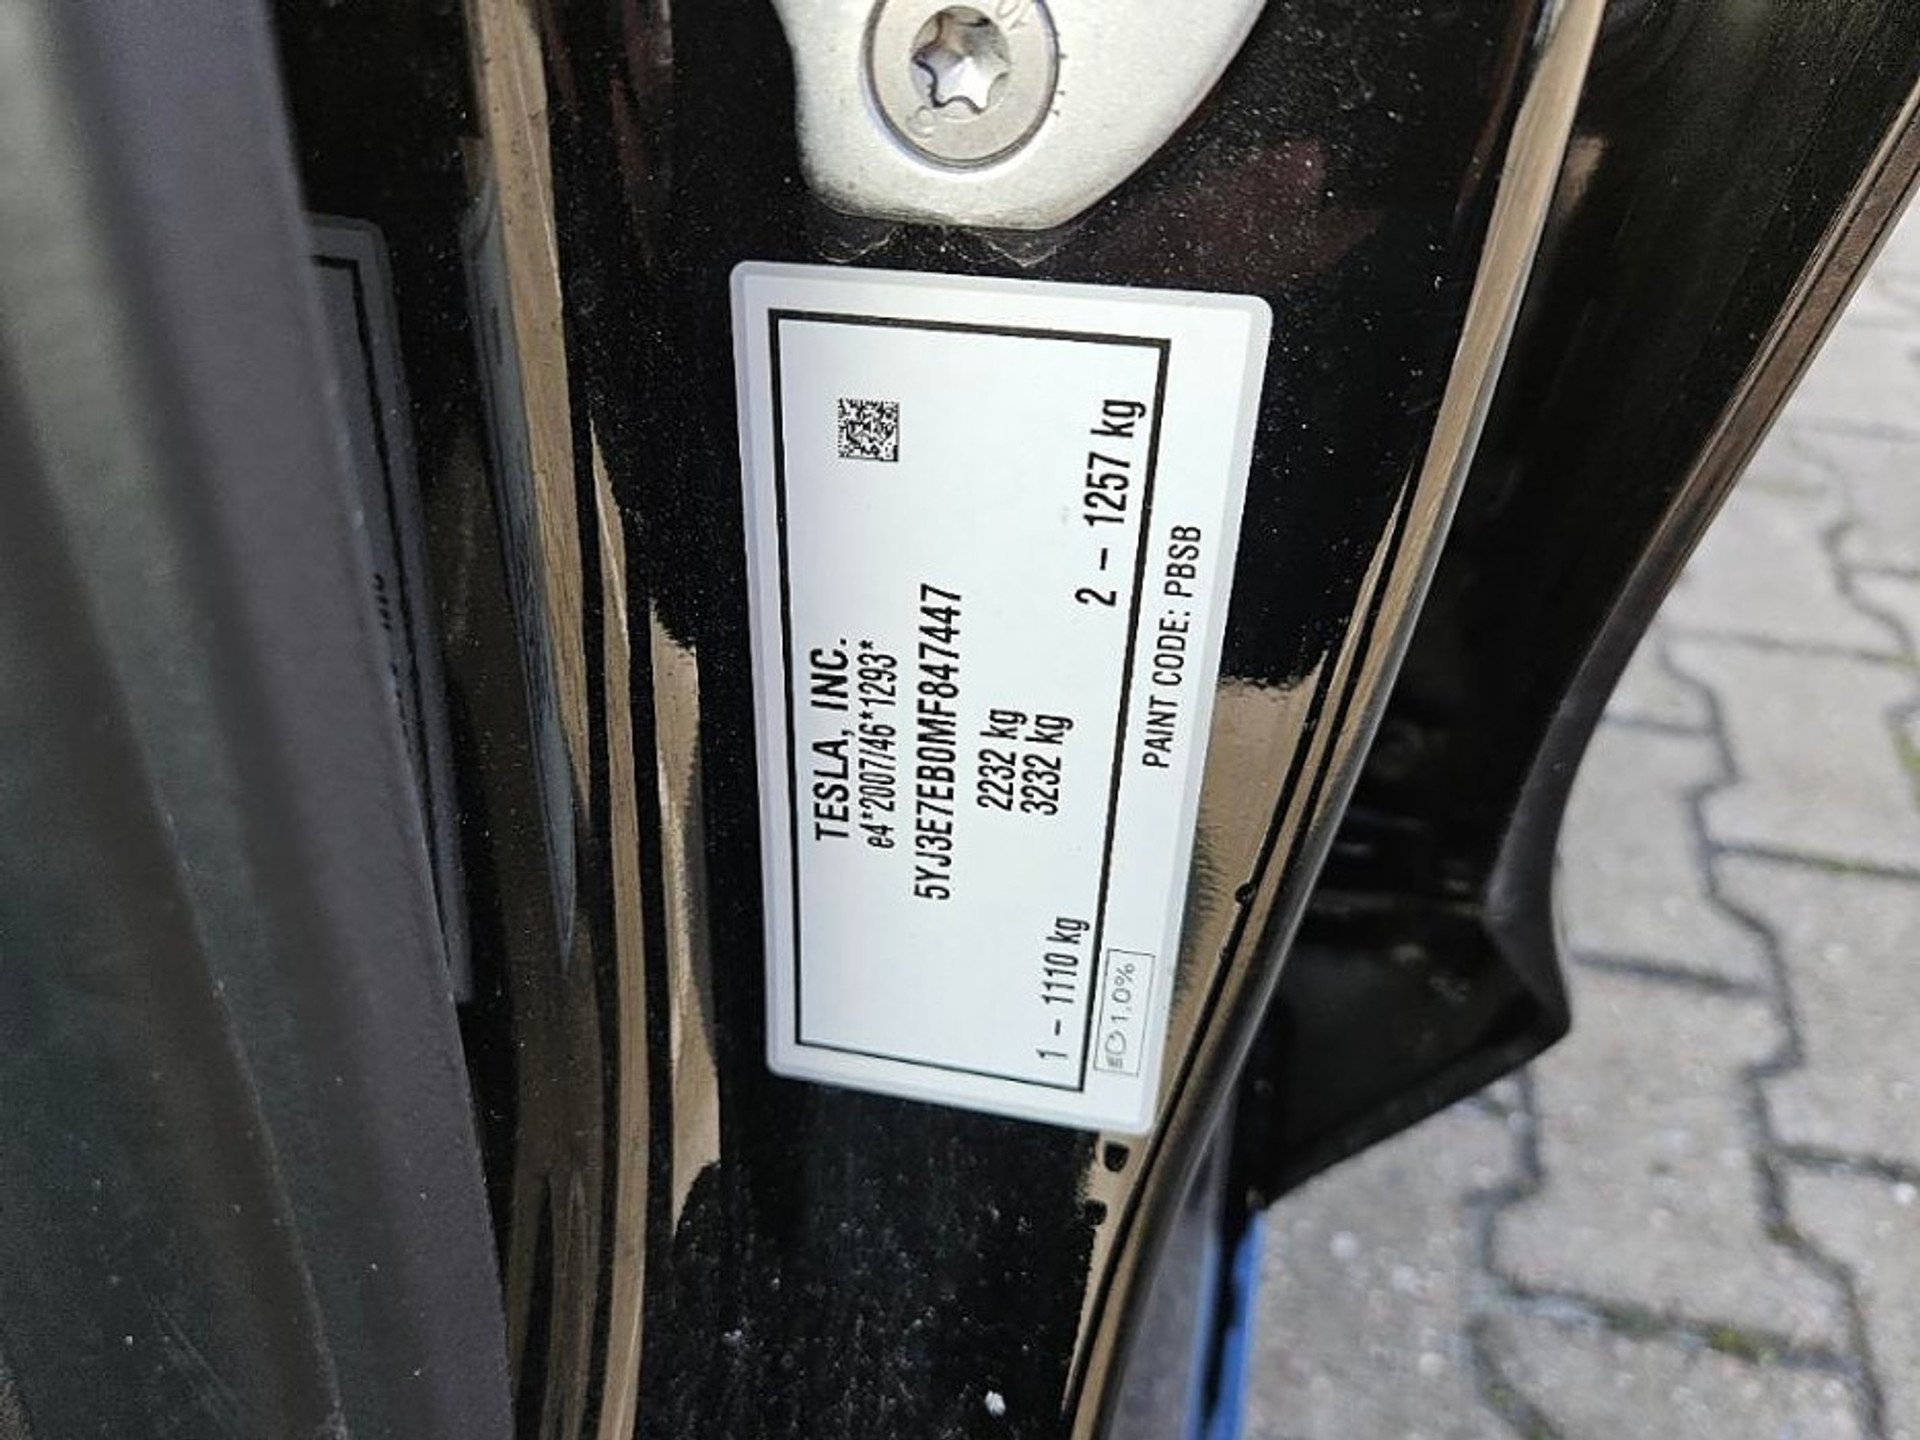 TESLA, INC.
e4*2007/46*1293*
5YJ3E7EB0MF847447
2232 kg
3232 kg
1 – 1110 kg
2 – 1257 kg
1.0%
PAINT CODE: PBSB